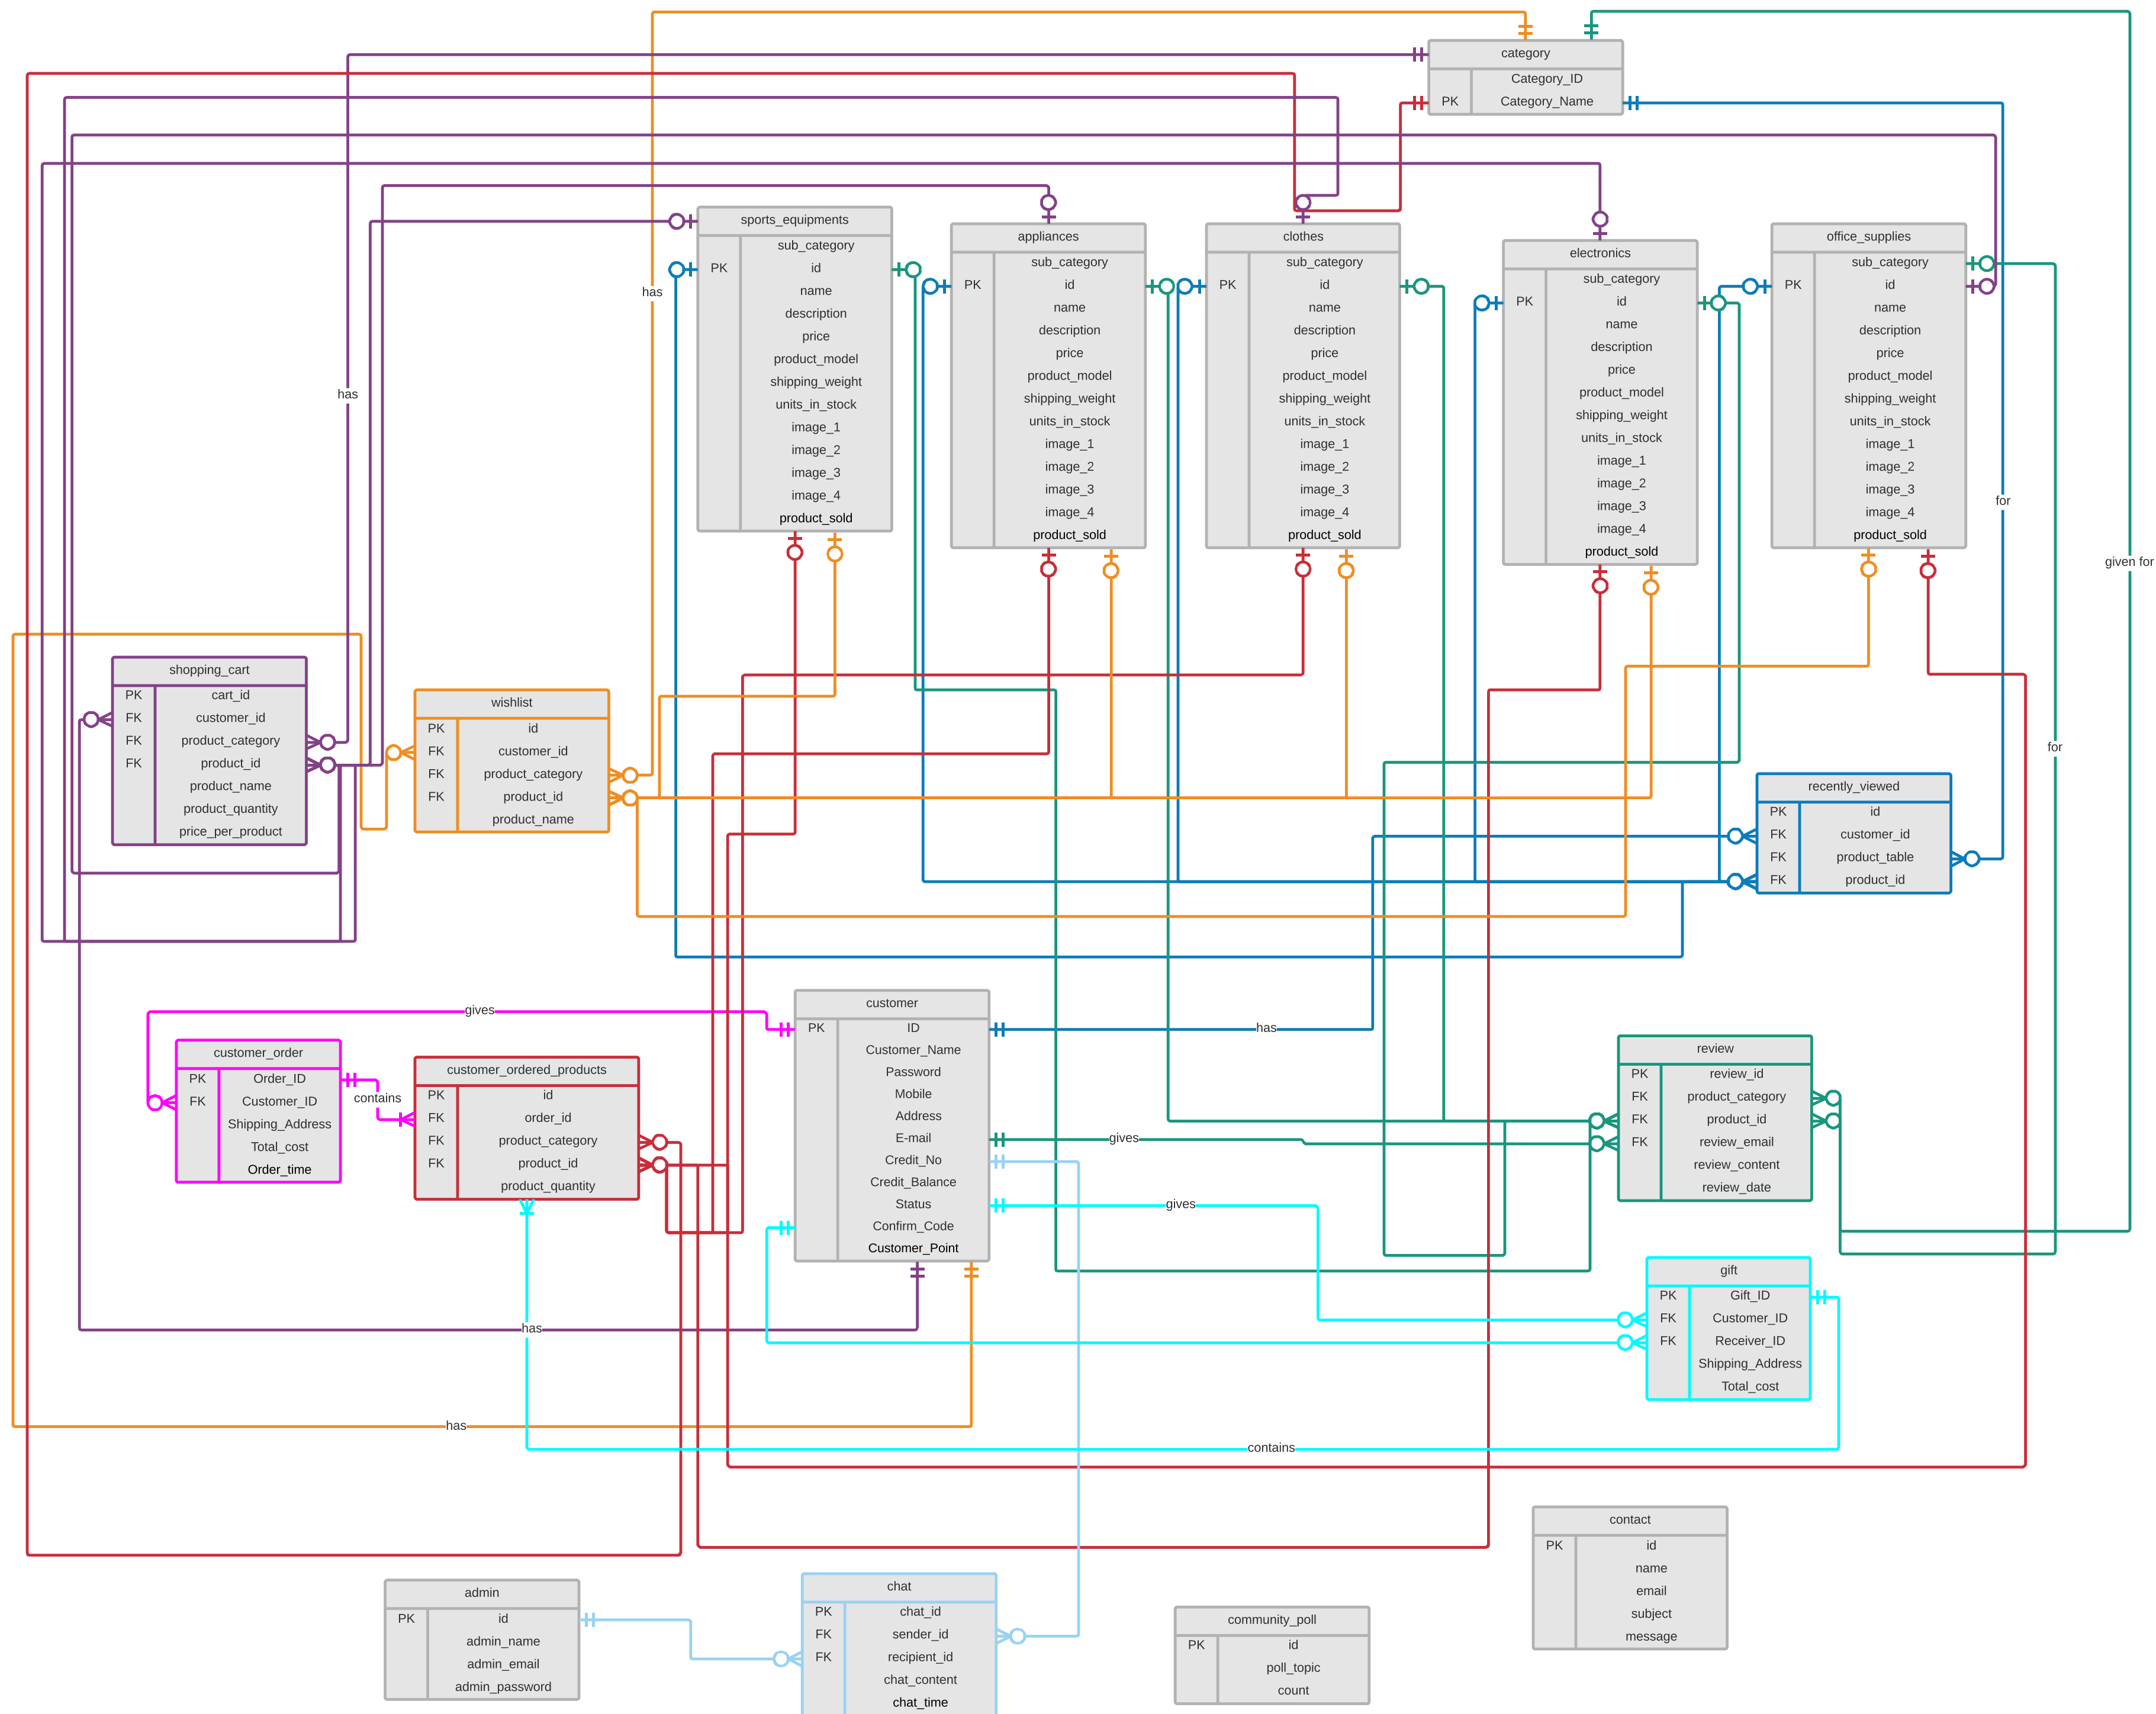 category
Category_ID
PK Category_Name
sports_equipments
sub_category
PK id
name
description
price
product_model
shipping_weight
units_in_stock
image_1
image_2
image_3
image_4
product_sold
appliances
sub_category
PK id
name
description
price
product_model
shipping_weight
units_in_stock
image_1
image_2
image_3
image_4
product_sold
clothes
sub_category
PK id
name
description
price
product_model
shipping_weight
units_in_stock
image_1
image_2
image_3
image_4
product_sold
electronics
sub_category
PK id
name
description
price
product_model
shipping_weight
units_in_stock
image_1
image_2
image_3
image_4
product_sold
office_supplies
sub_category
PK id
name
description
price
product_model
shipping_weight
units_in_stock
image_1
image_2
image_3
image_4
product_sold
has
has
for
given for
for
shopping_cart
PK cart_id
FK customer_id
FK product_category
FK product_id
product_name
product_quantity
price_per_product
wishlist
PK id
FK customer_id
FK product_category
FK product_id
product_name
recently_viewed
PK id
FK customer_id
FK product_table
FK product_id
gives
has
customer
PK ID
Customer_Name
Password
Mobile
Address
E-mail
Credit_No
Credit_Balance
Status
Confirm_Code
Customer_Point
customer_order
PK Order_ID
FK Customer_ID
Shipping_Address
Total_cost
Order_time
contains
customer_ordered_products
PK id
FK order_id
FK product_category
FK product_id
product_quantity
gives
gives
review
PK review_id
FK product_category
FK product_id
FK review_email
review_content
review_date
gift
PK Gift_ID
FK Customer_ID
FK Receiver_ID
Shipping_Address
Total_cost
has
has
contains
contact
PK id
name
email
subject
message
admin
PK id
admin_name
admin_email
admin_password
chat
PK chat_id
FK sender_id
FK recipient_id
chat_content
chat_time
community_poll
PK id
poll_topic
count